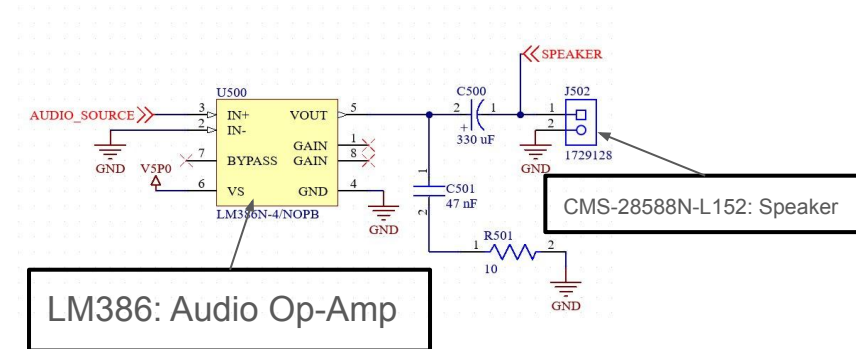 SPEAKER
U500
C500
J502
AUDIO_SOURCE
3 IN+ VOUT 5
2 IN-
2 1
1
2
+
330 uF
GAIN 1
7 BYPASS GAIN 8
GND
V5P0
GND
1729128
6 VS GND 4
LM386N-4/NOPB
1
C501
47 nF
2
GND
CMS-28588N-L152: Speaker
R501
1 2
10
GND
LM386: Audio Op-Amp